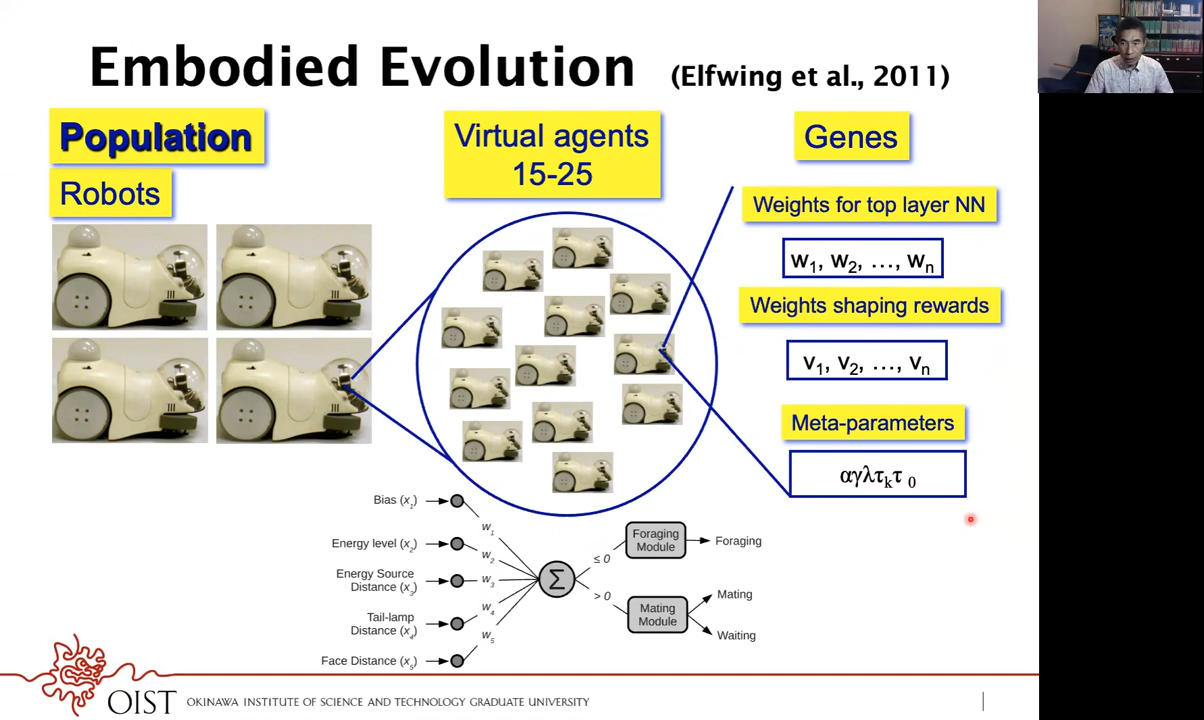 Embodied Evolution (Elfwing et al., 2011)
Population
Robots
Virtual agents
15-25
Genes
Weights for top layer NN
w1, w2, …, wn
Weights shaping rewards
v1, v2, …, vn
Meta-parameters
αγλτkτ0
Bias (x1)
Energy level (x2)
Energy Source
Distance (x3)
Tail-lamp
Distance (x4)
Face Distance (x5)
w1
w2
w3
w4
w5
Σ
≤ 0
> 0
Foraging
Module
Foraging
Mating
Module
Mating
Waiting
OIST OKINAWA INSTITUTE OF SCIENCE AND TECHNOLOGY GRADUATE UNIVERSITY